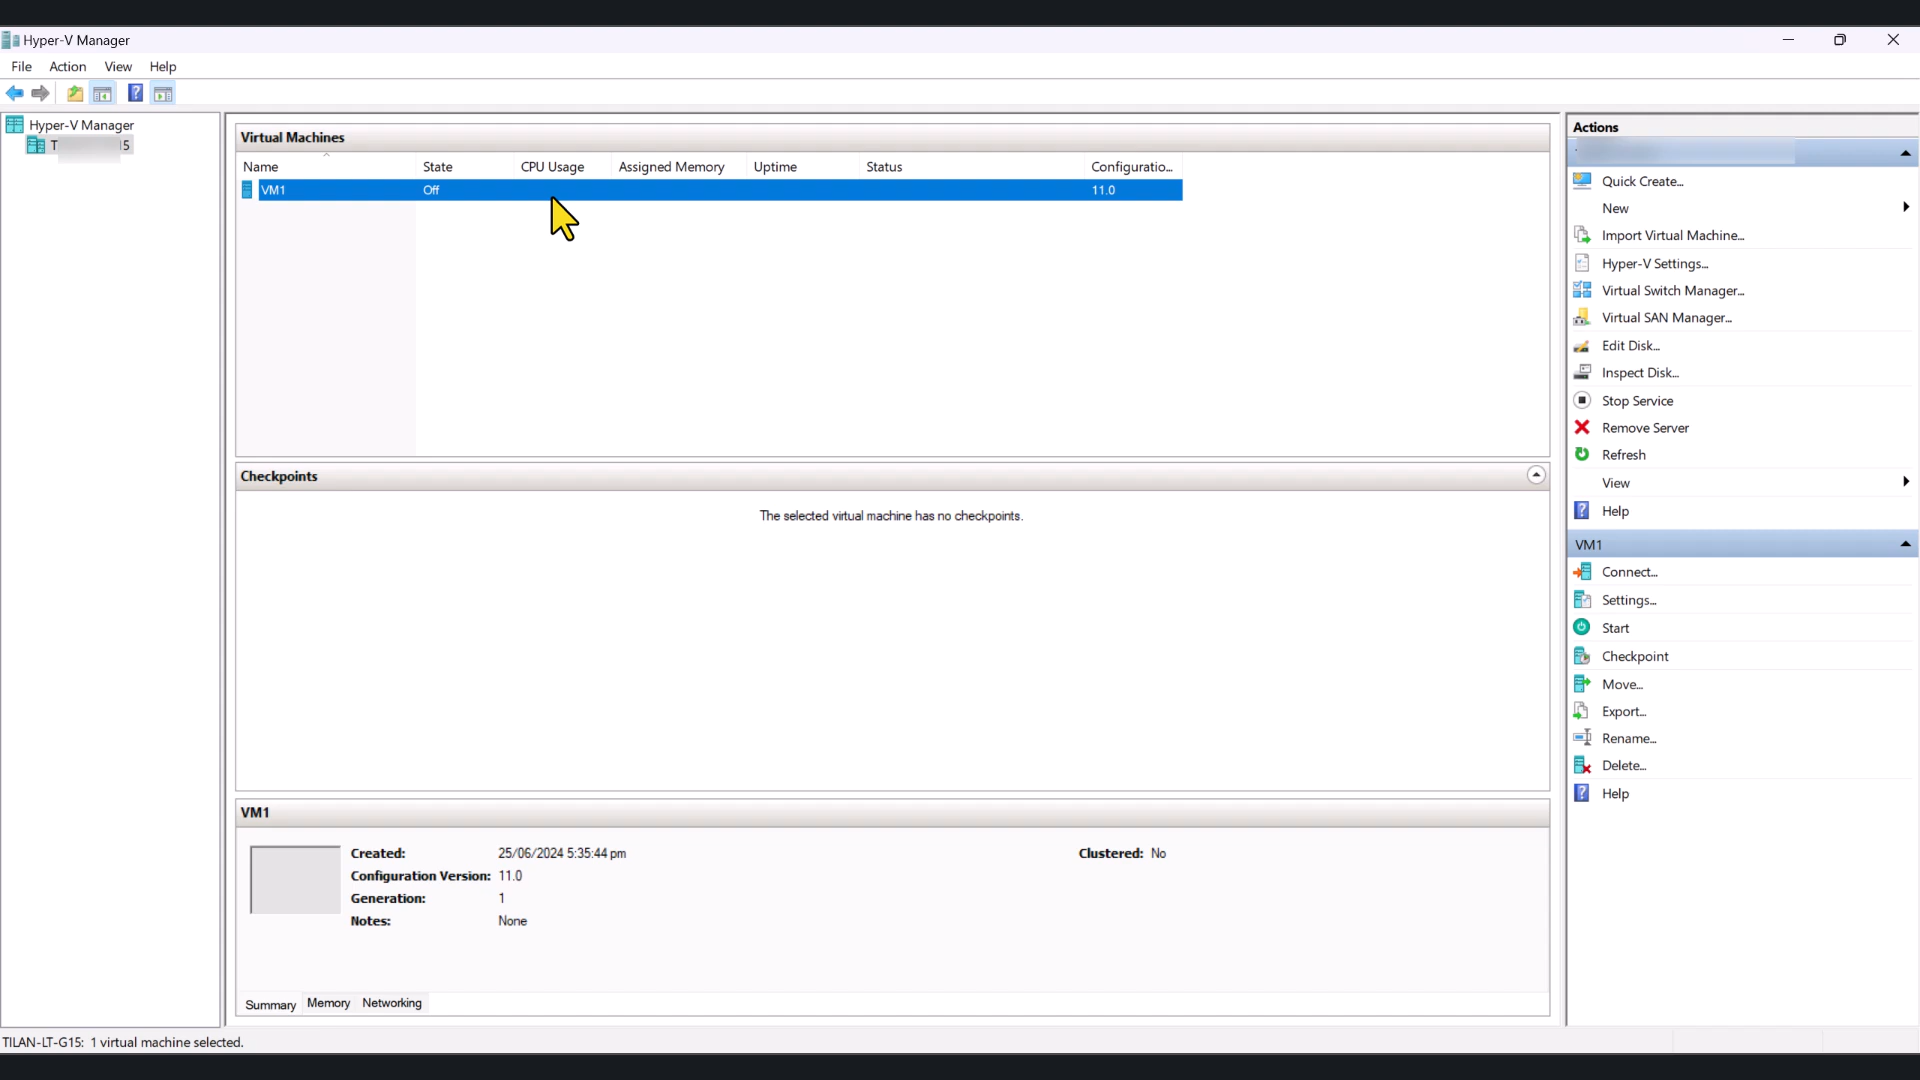 Hyper-V Manager
File Action View Help
Hyper-V Manager
T 15
Virtual Machines
Name State CPU Usage Assigned Memory Uptime Status Configuratio...
VM1 Off 11.0
Checkpoints
The selected virtual machine has no checkpoints.
VM1
Created: 25/06/2024 5:35:44 pm Clustered: No
Configuration Version: 11.0
Generation: 1
Notes: None
Summary Memory Networking
Actions
Quick Create...
New
Import Virtual Machine...
Hyper-V Settings...
Virtual Switch Manager...
Virtual SAN Manager...
Edit Disk...
Inspect Disk...
Stop Service
Remove Server
Refresh
View
Help
VM1
Connect...
Settings...
Start
Checkpoint
Move...
Export...
Rename...
Delete...
Help
TILAN-LT-G15: 1 virtual machine selected.